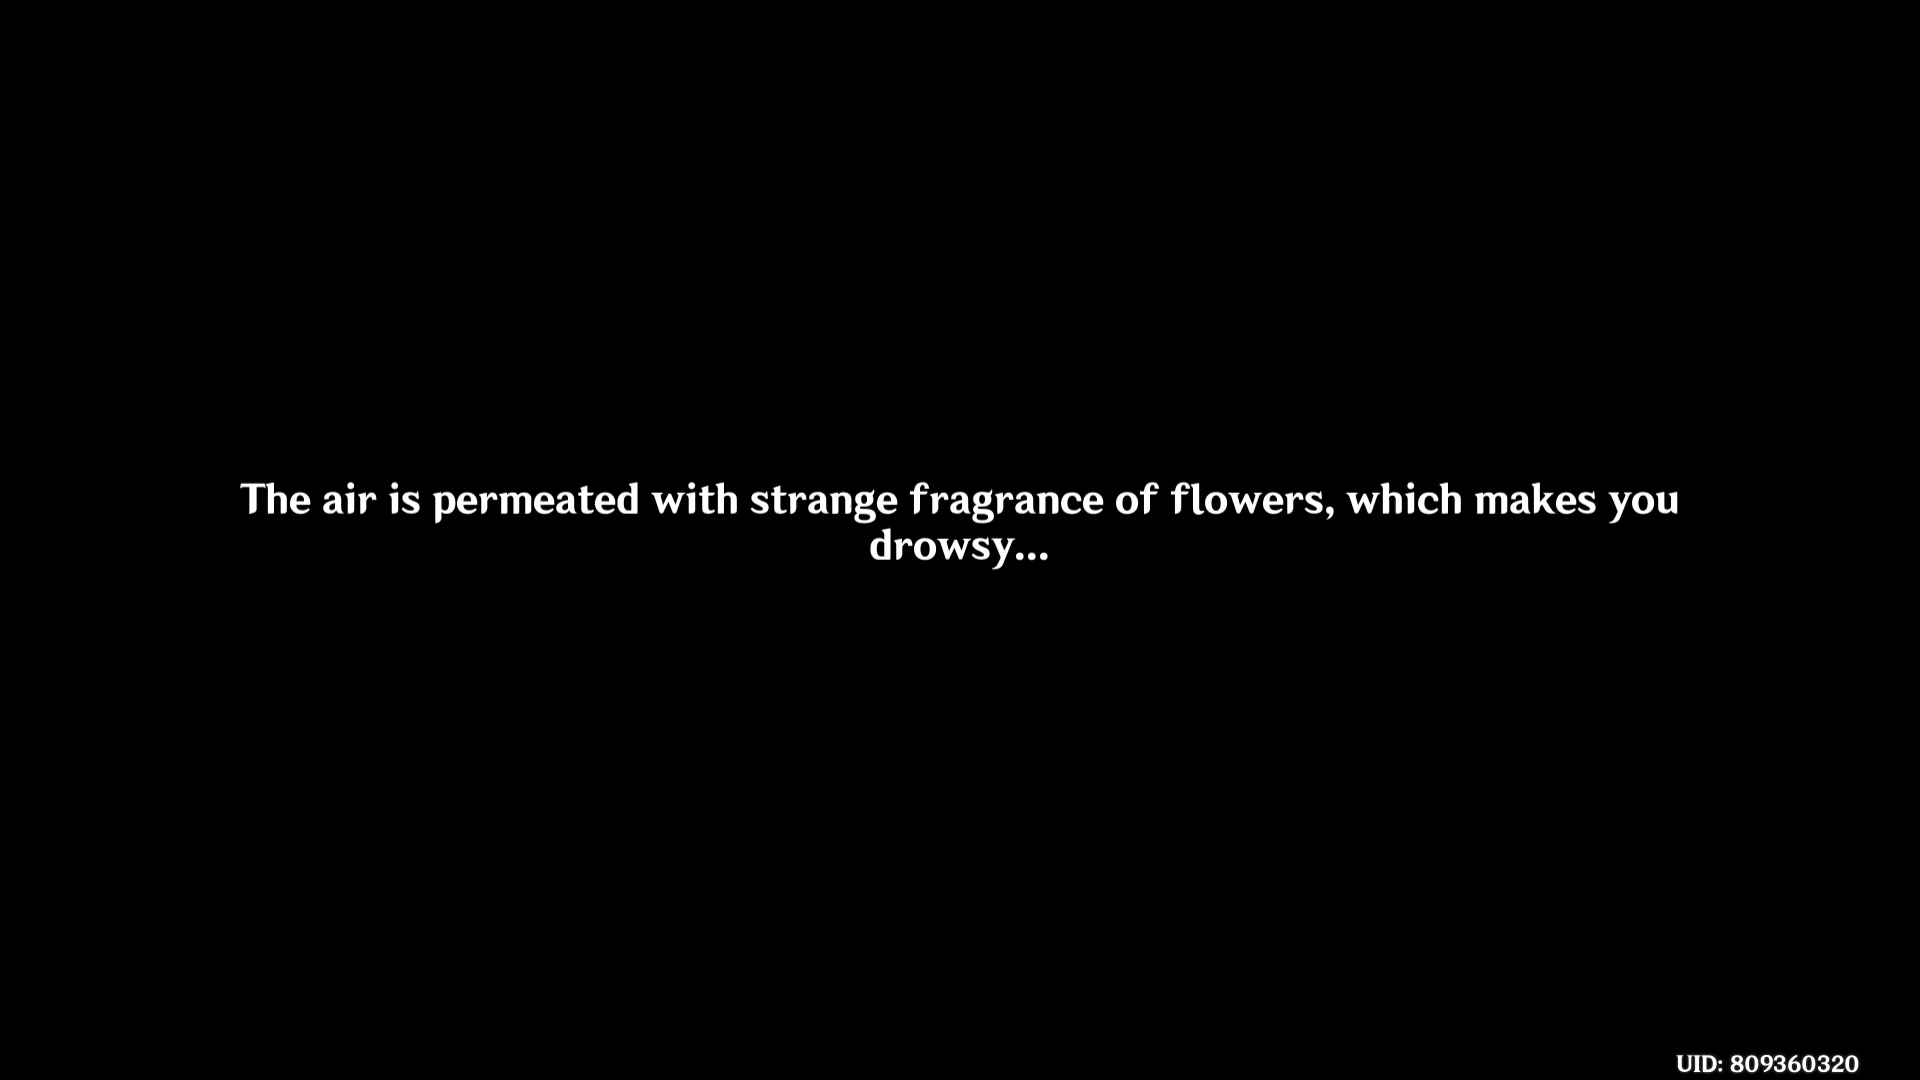 The air is permeated with strange fragrance of flowers, which makes you
drowsy...
UID: 809360320